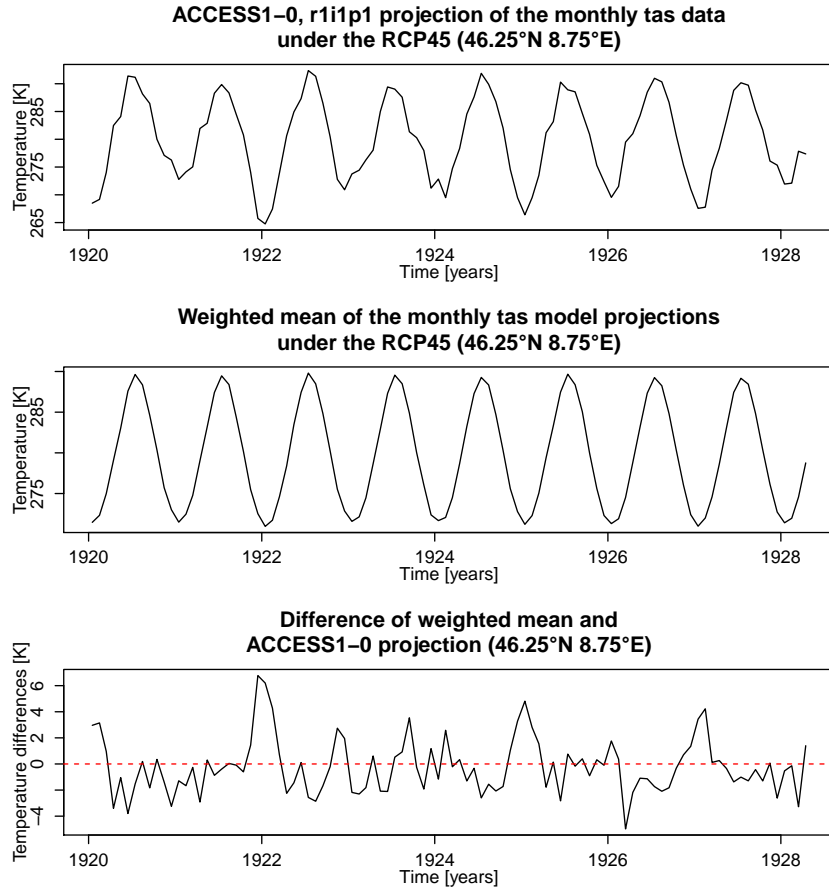 ACCESS1−0, r1i1p1 projection of the monthly tas data
under the RCP45 (46.25°N 8.75°E)
Temperature [K]
265 275 285
1920 1922 1924 1926 1928
Time [years]
Weighted mean of the monthly tas model projections
under the RCP45 (46.25°N 8.75°E)
Temperature [K]
275 285
1920 1922 1924 1926 1928
Time [years]
Difference of weighted mean and
ACCESS1−0 projection (46.25°N 8.75°E)
Temperature differences [K]
−4 0 2 4 6
1920 1922 1924 1926 1928
Time [years]